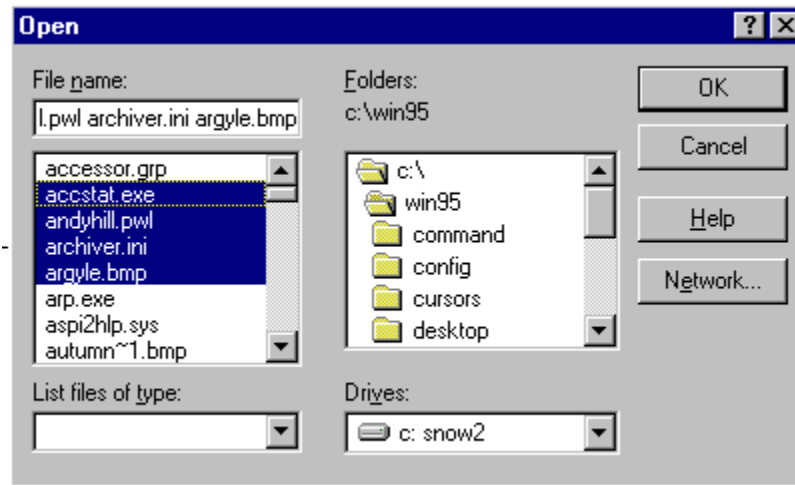 Open
File name:
l.pwl archiver.ini argyle.bmp
accessor.grp
accstat.exe
andyhill.pwl
archiver.ini
argyle.bmp
arp.exe
aspi2hlp.sys
autumn~1.bmp
List files of type:
Folders:
c:\win95
c:\
win95
command
config
cursors
desktop
Drives:
c: snow2
OK
Cancel
Help
Network...